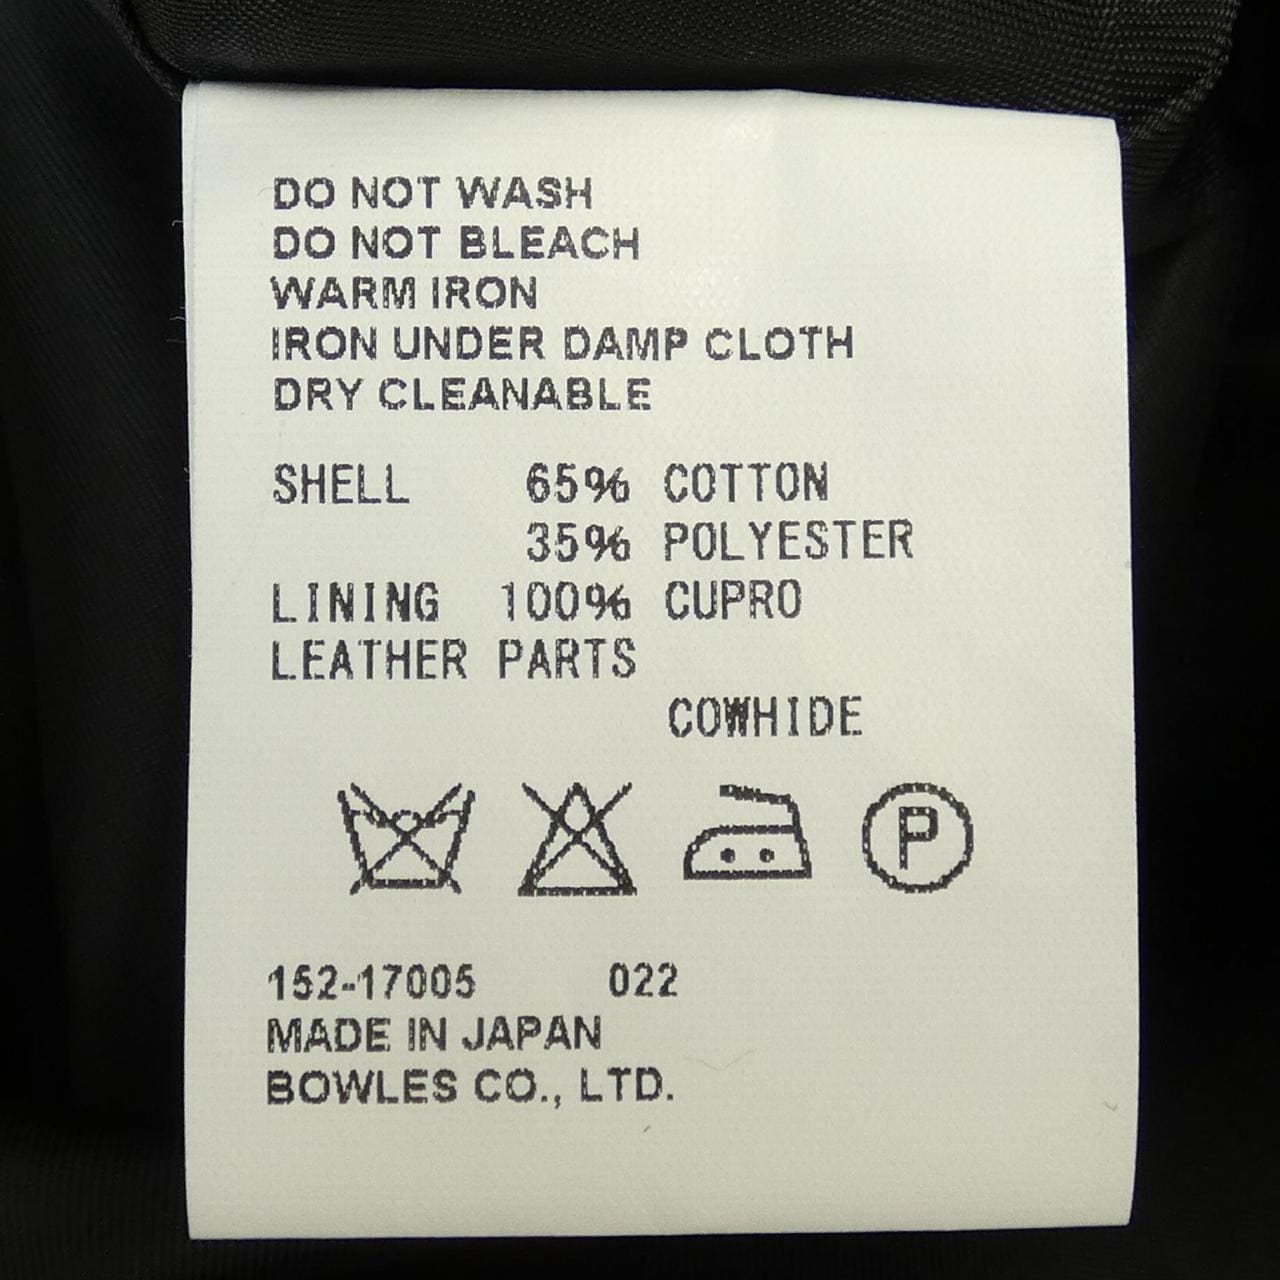 DO NOT WASH
DO NOT BLEACH
WARM IRON
IRON UNDER DAMP CLOTH
DRY CLEANABLE
SHELL 65% COTTON
35% POLYESTER
LINING 100% CUPRO
LEATHER PARTS
COWHIDE
P
152-17005 022
MADE IN JAPAN
BOWLES CO., LTD.